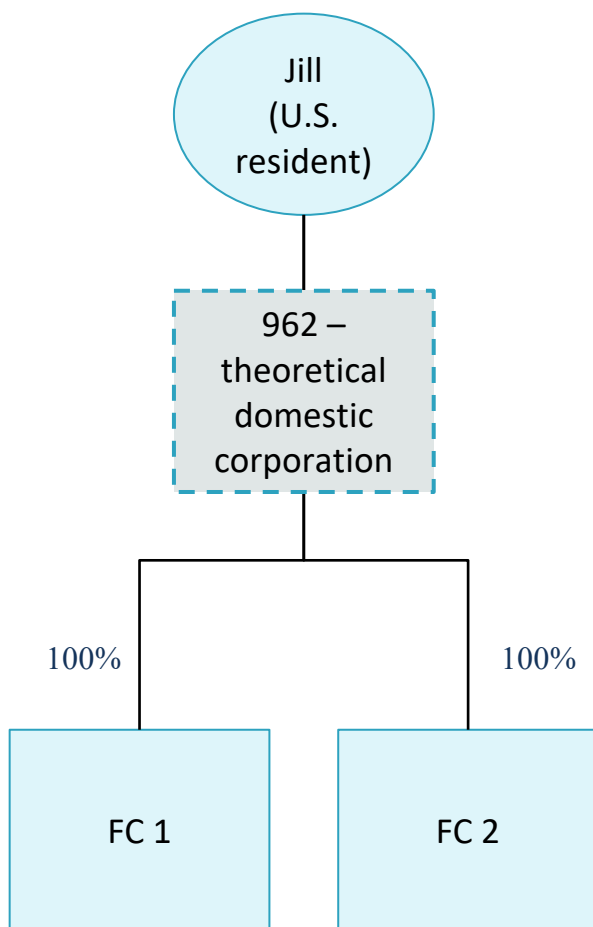 Jill
(U.S.
resident)
962 –
theoretical
domestic
corporation
100%
100%
FC 1
FC 2